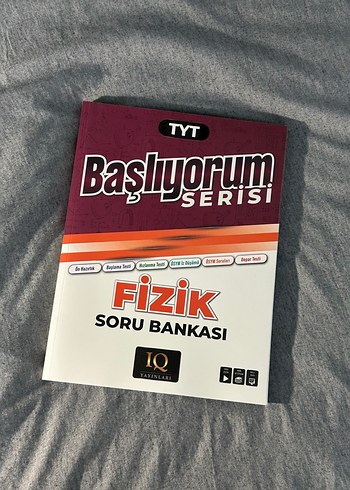 TYT
Başlıyorum
SERİSİ
Ön Hazırlık
Başlama Testi
Hızlanma Testi
ÖSYM İz Düşümü
ÖSYM Soruları
Depar Testi
FİZİK
SORU BANKASI
IQ
YAYINLARI